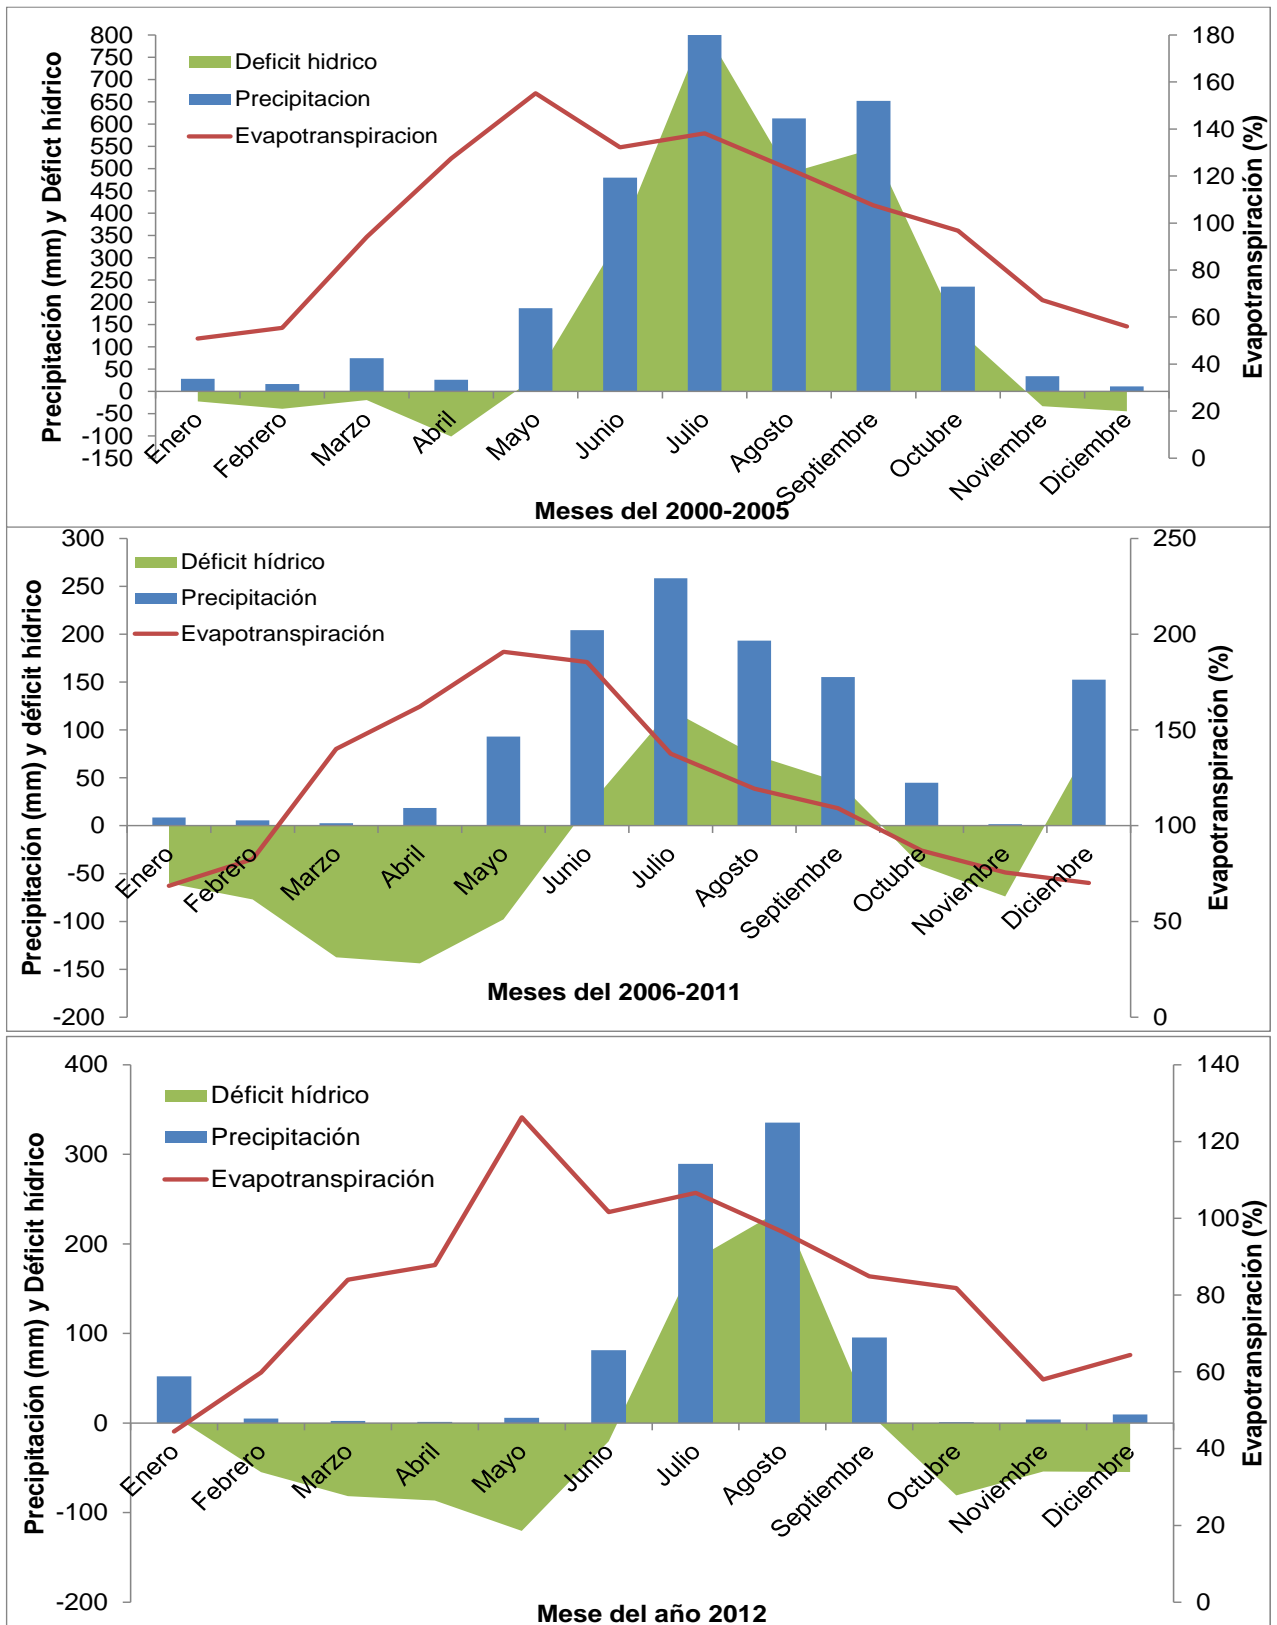 Precipitación (mm) y Défict hídrico
800
750
700
650
600
550
500
450
400
350
300
250
200
150
100
50
0
-50
-100
-150
Deficit hidrico
Precipitacion
Evapotranspiracion
180
160
140
120
100
80
60
40
20
0
Evapotranspiración (%)
Enero
Febrero
Marzo
Abril
Mayo
Junio
Julio
Agosto
Septiembre
Octubre
Noviembre
Diciembre
Meses del 2000-2005
Precipitación (mm) y déficit hídrico
300
250
200
150
100
50
0
-50
-100
-150
-200
Déficit hídrico
Precipitación
Evapotranspiración
250
200
150
100
50
0
Evapotranspiración (%)
Enero
Febrero
Marzo
Abril
Mayo
Junio
Julio
Agosto
Septiembre
Octubre
Noviembre
Diciembre
Meses del 2006-2011
Precipitación (mm) y Déficit hídrico
400
300
200
100
0
-100
-200
Déficit hídrico
Precipitación
Evapotranspiración
140
120
100
80
60
40
20
0
Evapotranspiración (%)
Enero
Febrero
Marzo
Abril
Mayo
Junio
Julio
Agosto
Septiembre
Octubre
Noviembre
Diciembre
Mese del año 2012